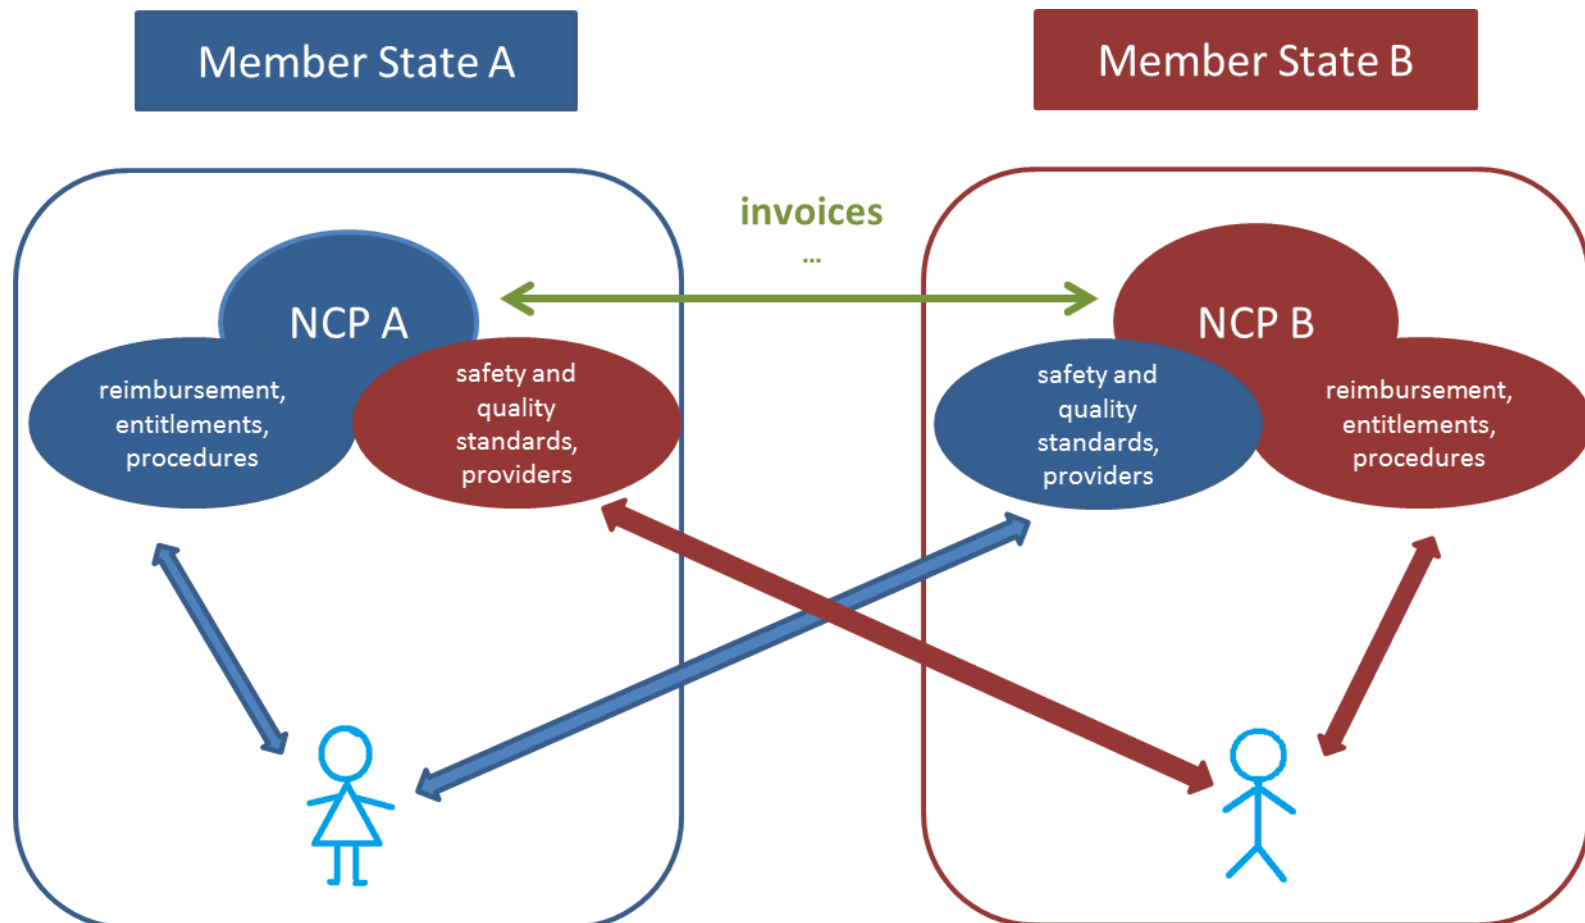 Member State A
Member State B
invoices
...
NCP A
reimbursement,
entitlements,
procedures
safety and
quality
standards,
providers
NCP B
safety and
quality
standards,
providers
reimbursement,
entitlements,
procedures